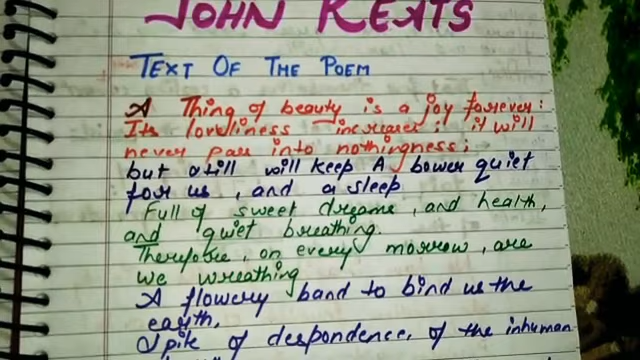 JOHN KEATS
TEXT OF THE POEM
A Thing of beauty is a joy forever:
Its loveliness increases; it will
never pass into nothingness;
but still will keep A bower quiet
for us, and a sleep
Full of sweet dreams, and health,
and quiet breathing.
Therefore, on every morrow, are
we wreathing
A flowery band to bind us the
earth,
Spite of despondence, of the inhuman